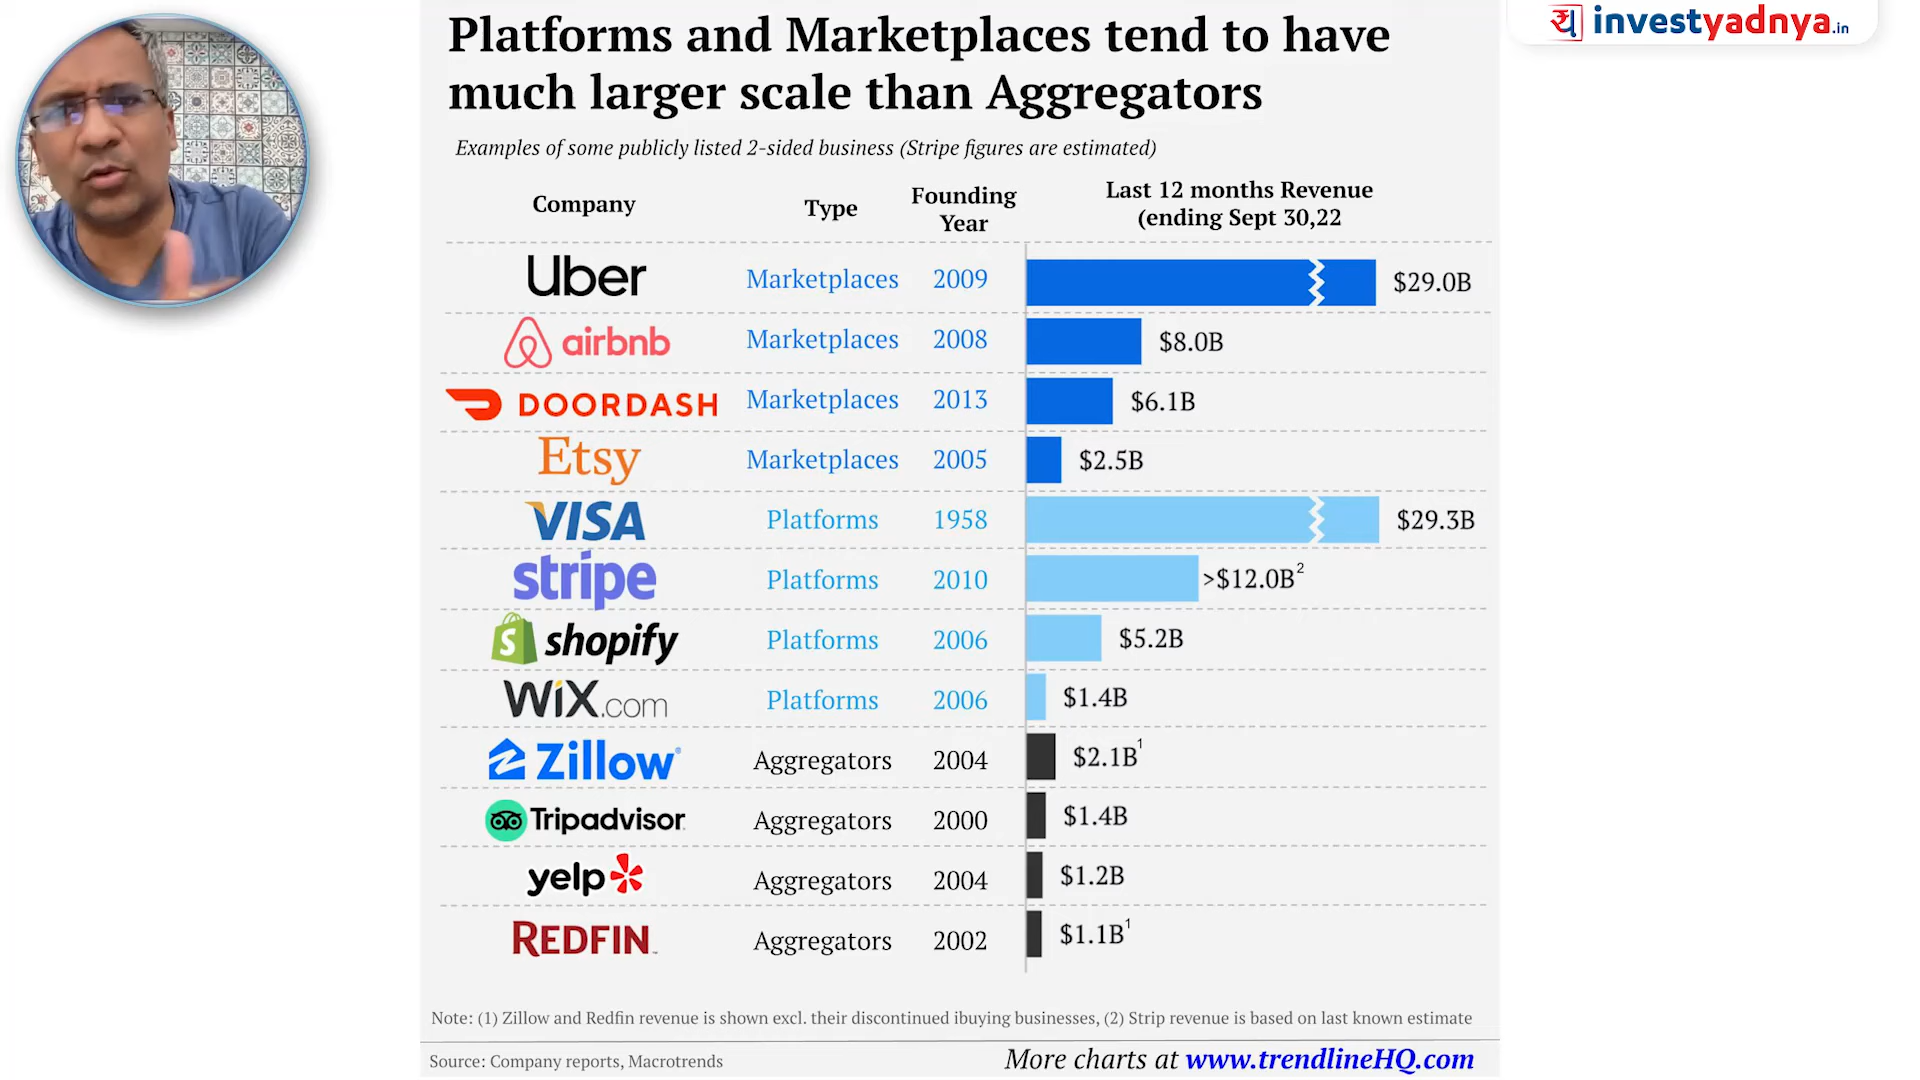 यू investyadnya.in
Platforms and Marketplaces tend to have
much larger scale than Aggregators
Examples of some publicly listed 2-sided business (Stripe figures are estimated)
Company Type Founding Year Last 12 months Revenue (ending Sept 30,22
Uber Marketplaces 2009 $29.0B
airbnb Marketplaces 2008 $8.0B
DOORDASH Marketplaces 2013 $6.1B
Etsy Marketplaces 2005 $2.5B
VISA Platforms 1958 $29.3B
stripe Platforms 2010 >$12.0B²
shopify Platforms 2006 $5.2B
WiX.com Platforms 2006 $1.4B
Zillow Aggregators 2004 $2.1B¹
Tripadvisor Aggregators 2000 $1.4B
yelp Aggregators 2004 $1.2B
REDFIN Aggregators 2002 $1.1B¹
Note: (1) Zillow and Redfin revenue is shown excl. their discontinued ibuying businesses, (2) Strip revenue is based on last known estimate
Source: Company reports, Macrotrends
More charts at www.trendlineHQ.com